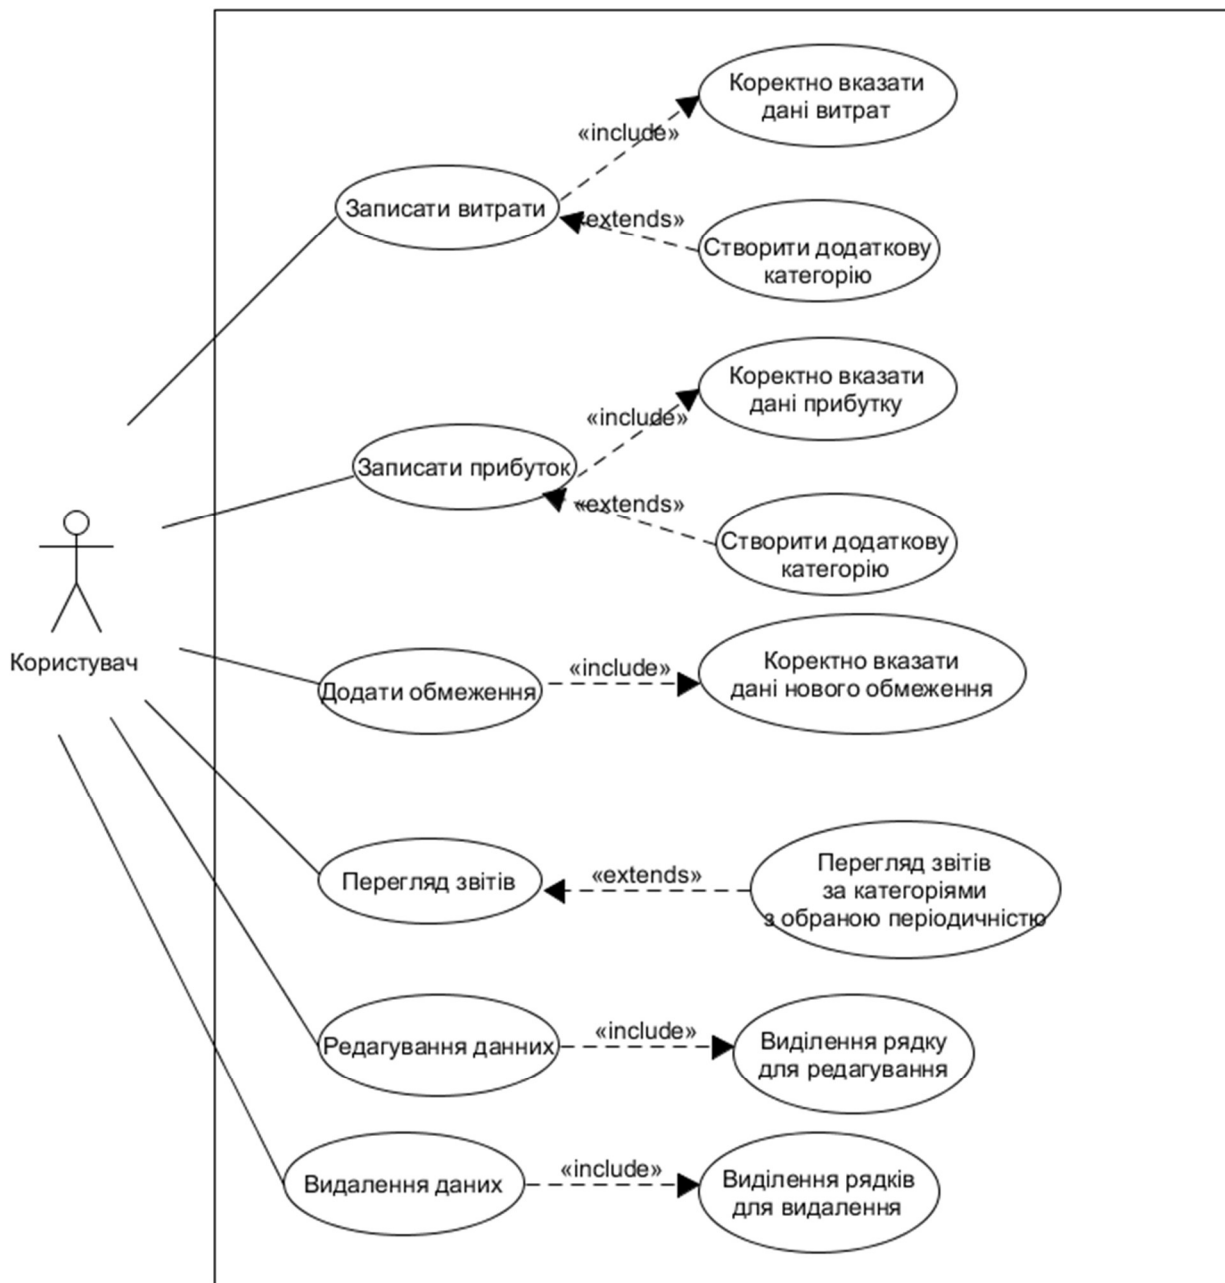 Коректно вказати
дані витрат
«include»
Записати витрати
«extends»
Створити додаткову
категорію
Коректно вказати
дані прибутку
«include»
Записати прибуток
«extends»
Створити додаткову
категорію
Користувач
Додати обмеження
«include»
Коректно вказати
дані нового обмеження
Перегляд звітів
«extends»
Перегляд звітів
за категоріями
з обраною періодичністю
Редагування данних
«include»
Виділення рядку
для редагування
Видалення даних
«include»
Виділення рядків
для видалення